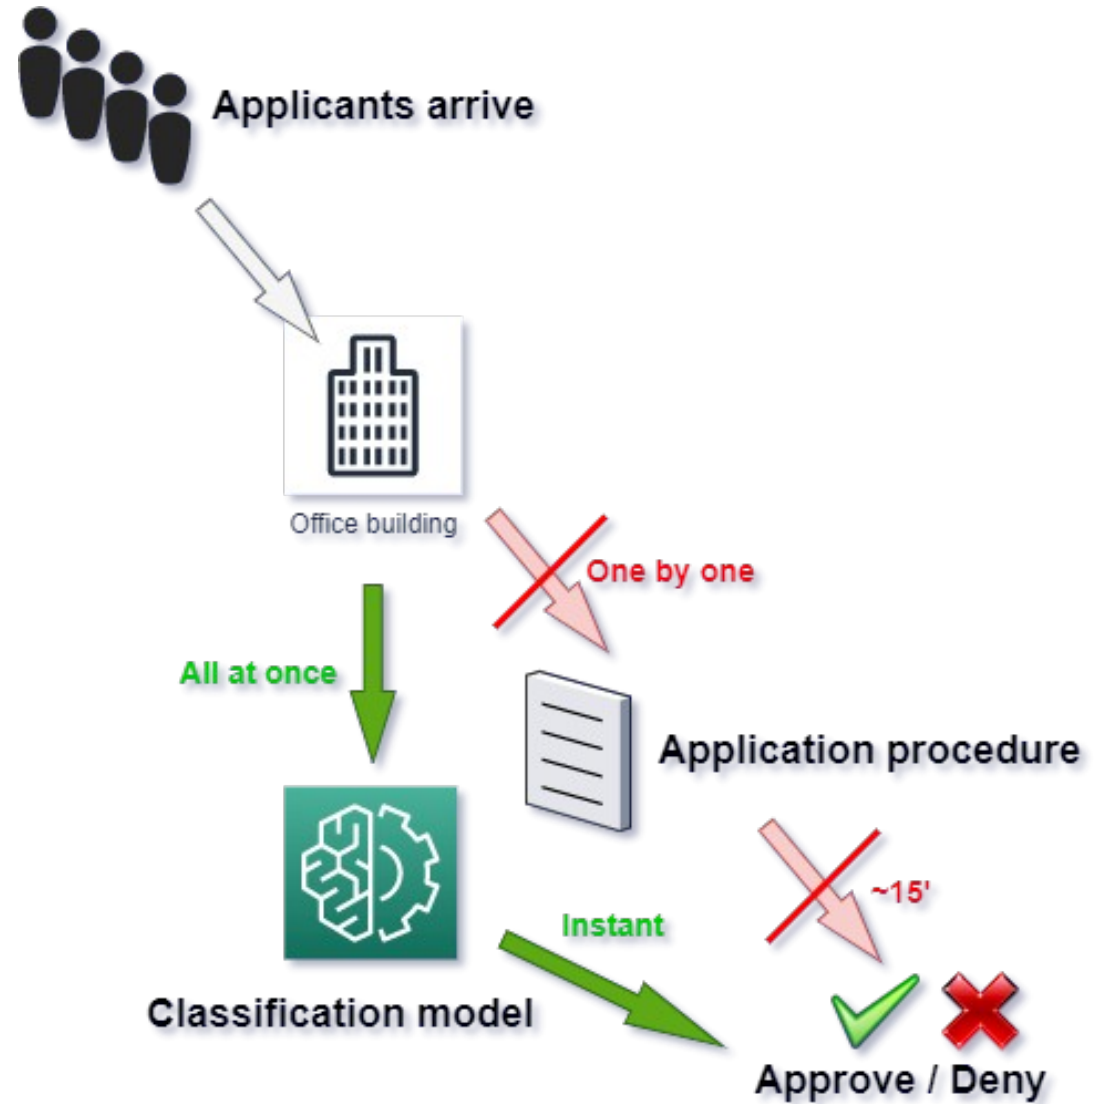 Applicants arrive
Office building
One by one
All at once
Application procedure
~15'
Instant
Classification model
Approve / Deny